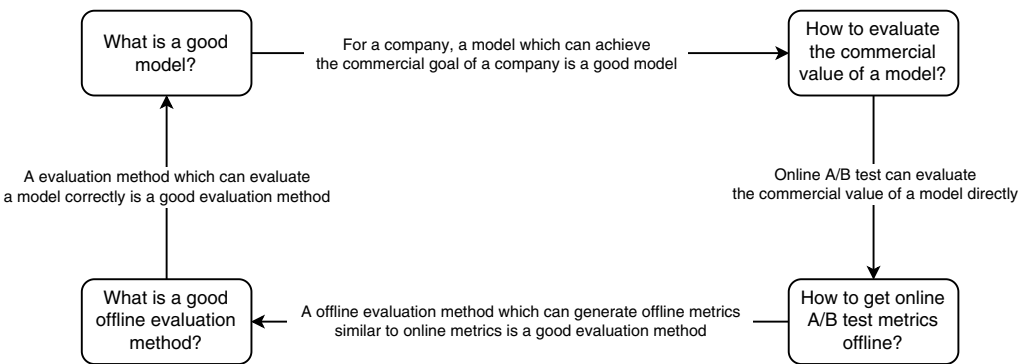 What is a good
model?
For a company, a model which can achieve
the commercial goal of a company is a good model
How to evaluate
the commercial
value of a model?
Online A/B test can evaluate
the commercial value of a model directly
How to get online
A/B test metrics
offline?
A offline evaluation method which can generate offline metrics
similar to online metrics is a good evaluation method
What is a good
offline evaluation
method?
A evaluation method which can evaluate
a model correctly is a good evaluation method